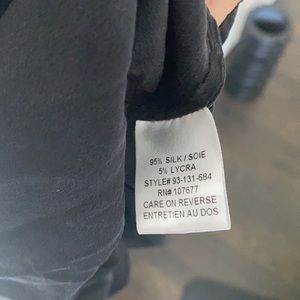 95% SILK / SOIE
5% LYCRA
STYLE# 93-131-684
RN# 107677
CARE ON REVERSE
ENTRETIEN AU DOS